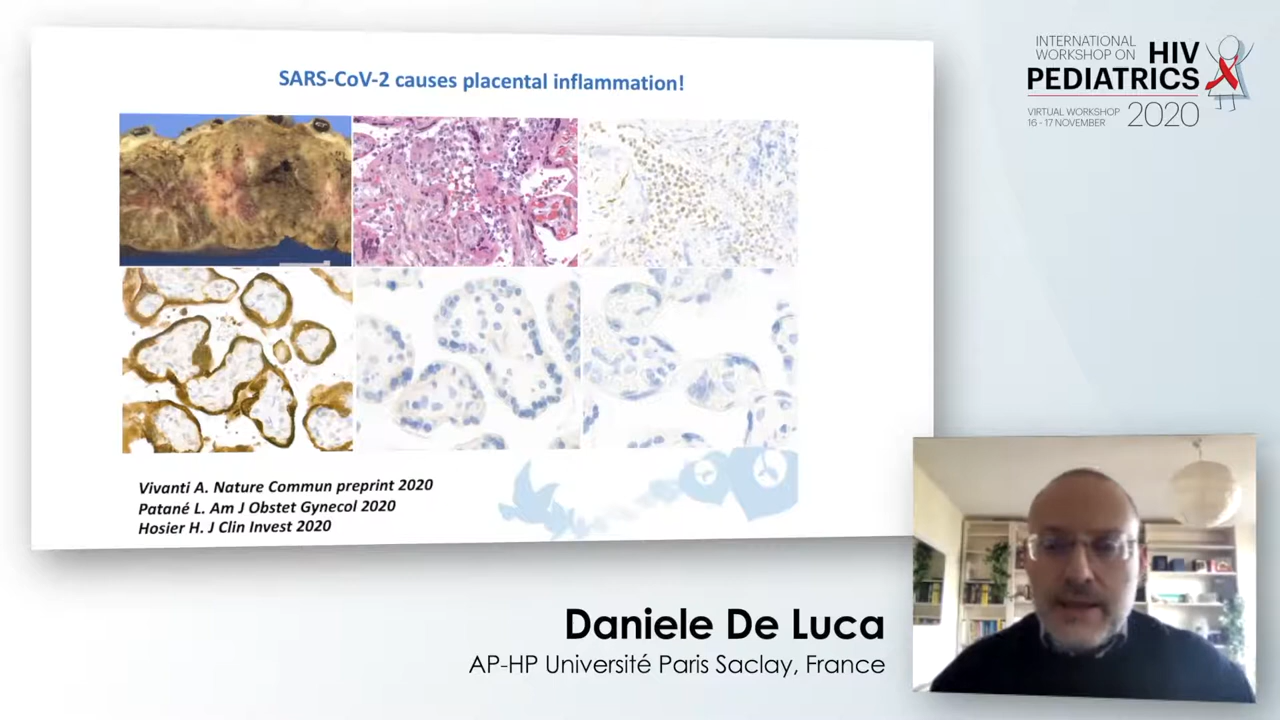 SARS-CoV-2 causes placental inflammation!
Vivanti A. Nature Commun preprint 2020
Patané L. Am J Obstet Gynecol 2020
Hosier H. J Clin Invest 2020
INTERNATIONAL
WORKSHOP ON HIV
PEDIATRICS
VIRTUAL WORKSHOP
16 - 17 NOVEMBER 2020
Daniele De Luca
AP-HP Université Paris Saclay, France